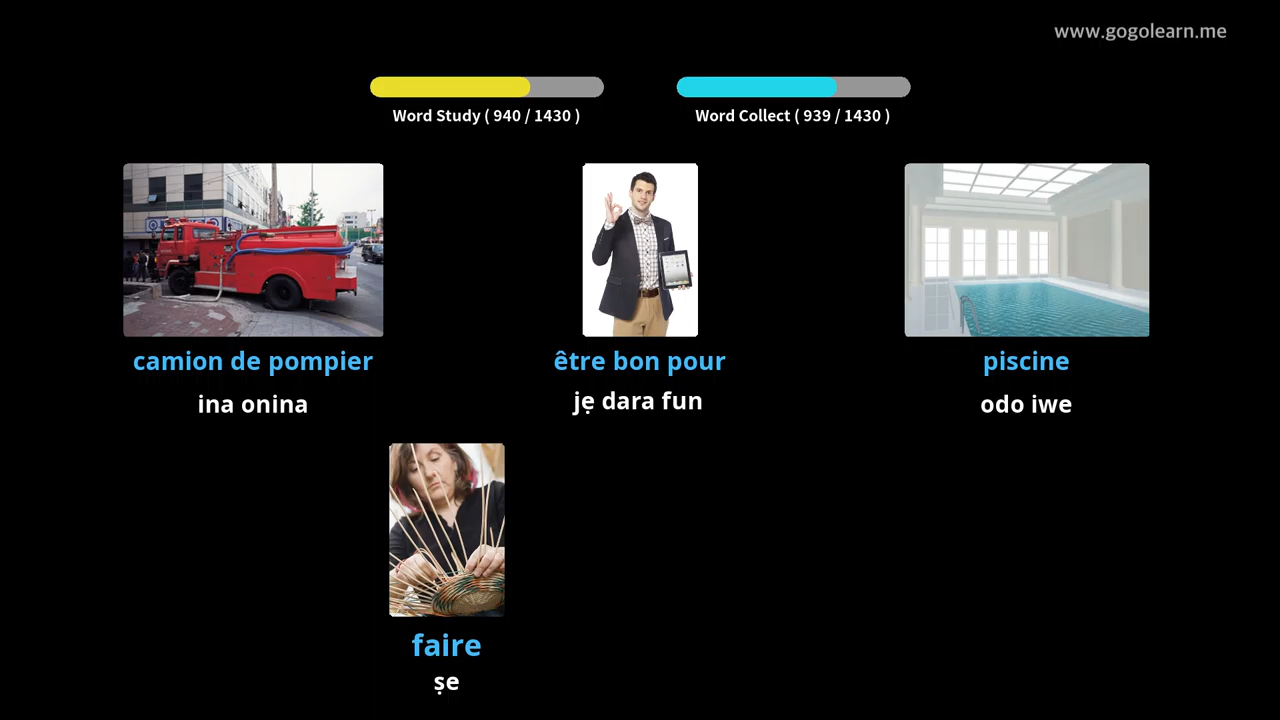 www.gogolearn.me
Word Study ( 940 / 1430 )
Word Collect ( 939 / 1430 )
camion de pompier
ina onina
être bon pour
jẹ dara fun
piscine
odo iwe
faire
ṣe